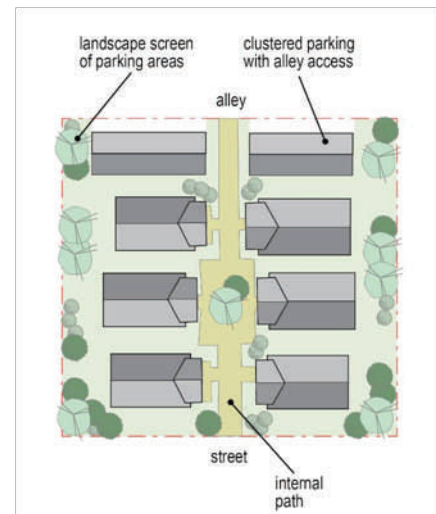 landscape screen
of parking areas
clustered parking
with alley access
alley
street
internal
path